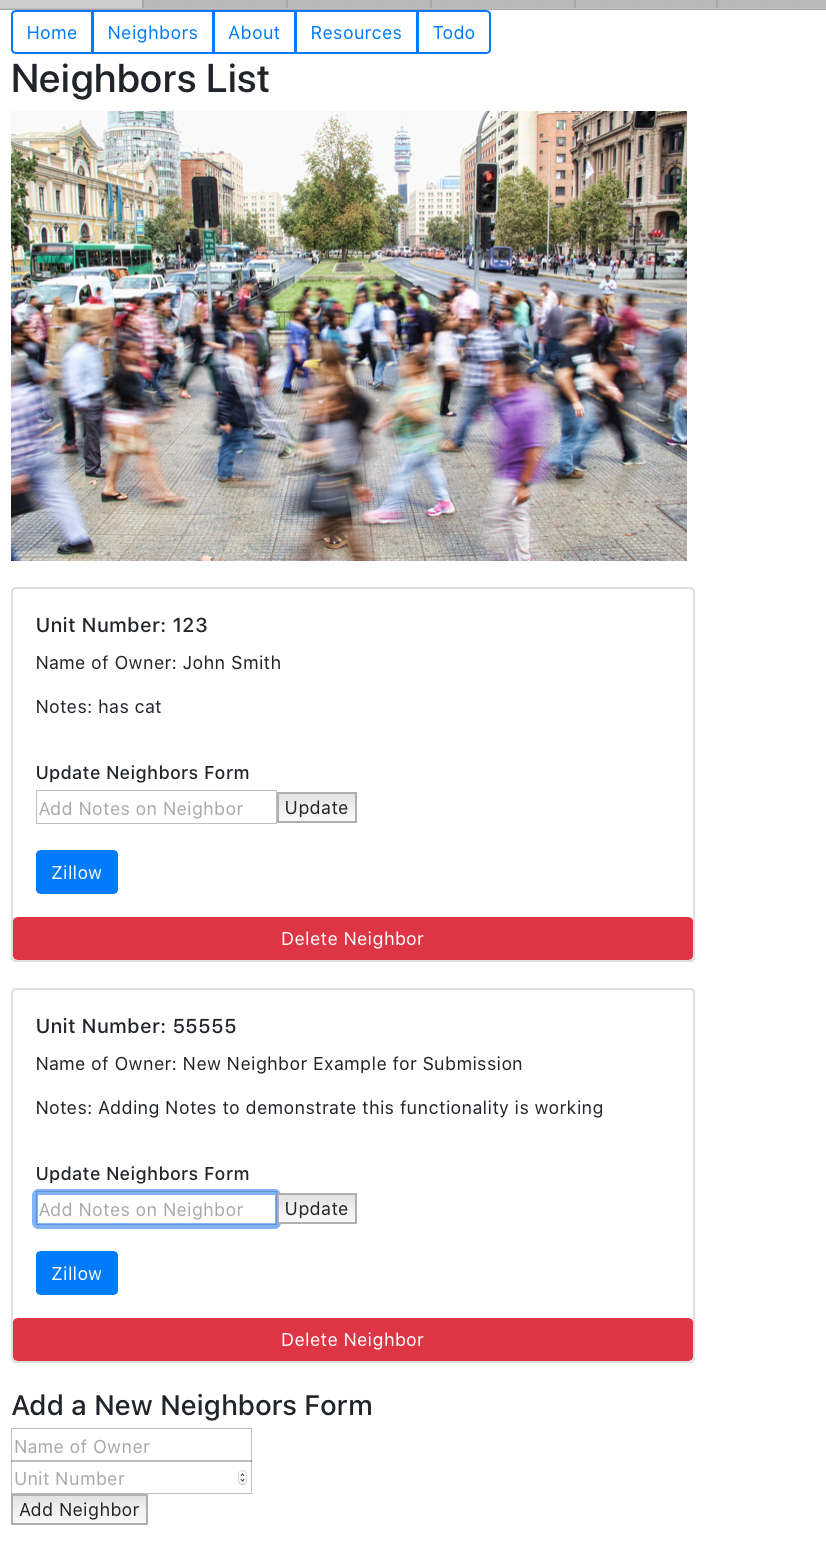 Home Neighbors About Resources Todo
Neighbors List
Unit Number: 123
Name of Owner: John Smith
Notes: has cat
Update Neighbors Form
Add Notes on Neighbor Update
Zillow
Delete Neighbor
Unit Number: 55555
Name of Owner: New Neighbor Example for Submission
Notes: Adding Notes to demonstrate this functionality is working
Update Neighbors Form
Add Notes on Neighbor Update
Zillow
Delete Neighbor
Add a New Neighbors Form
Name of Owner
Unit Number
Add Neighbor